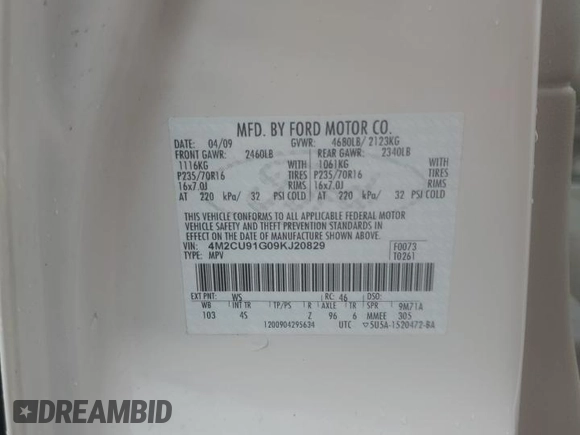 MFD. BY FORD MOTOR CO.
DATE: 04/09 GVWR: 4680LB/ 2123KG
FRONT GAWR: 2460LB REAR GAWR: 2340LB
1116KG WITH 1061KG WITH
P235/70R16 TIRES P235/70R16 TIRES
16x7.0J RIMS 16x7.0J RIMS
AT 220 kPa/ 32 PSI COLD AT 220 kPa/ 32 PSI COLD
THIS VEHICLE CONFORMS TO ALL APPLICABLE FEDERAL MOTOR
VEHICLE SAFETY AND THEFT PREVENTION STANDARDS IN
EFFECT ON THE DATE OF MANUFACTURE SHOWN ABOVE.
VIN: 4M2CU91G09KJ20829 F0073
TYPE: MPV T0261
EXT PNT: WS RC: 46 DSO:
WB INT TR TP/PS R AXLE TR SPR 9M71A
103 4S Z 96 6 MMEE 305
1200904295634 UTC ▽5U5A-1520472-BA
DREAMBID